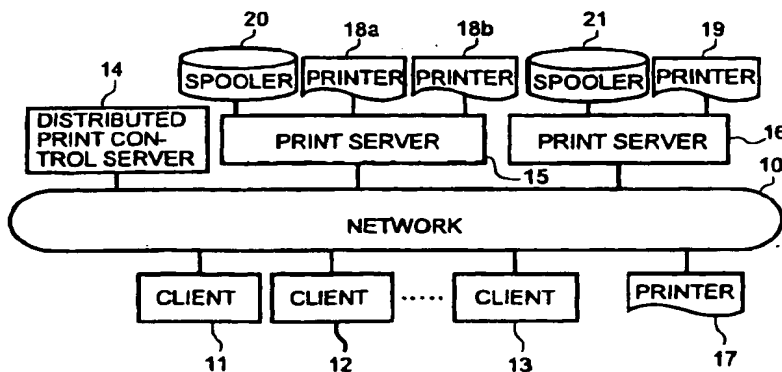 20
18a
18b
21
19
14
SPOOLER
PRINTER
PRINTER
SPOOLER
PRINTER
DISTRIBUTED
PRINT CON-
TROL SERVER
PRINT SERVER
PRINT SERVER
16
15
10
NETWORK
CLIENT
CLIENT
.....
CLIENT
PRINTER
11
12
13
17